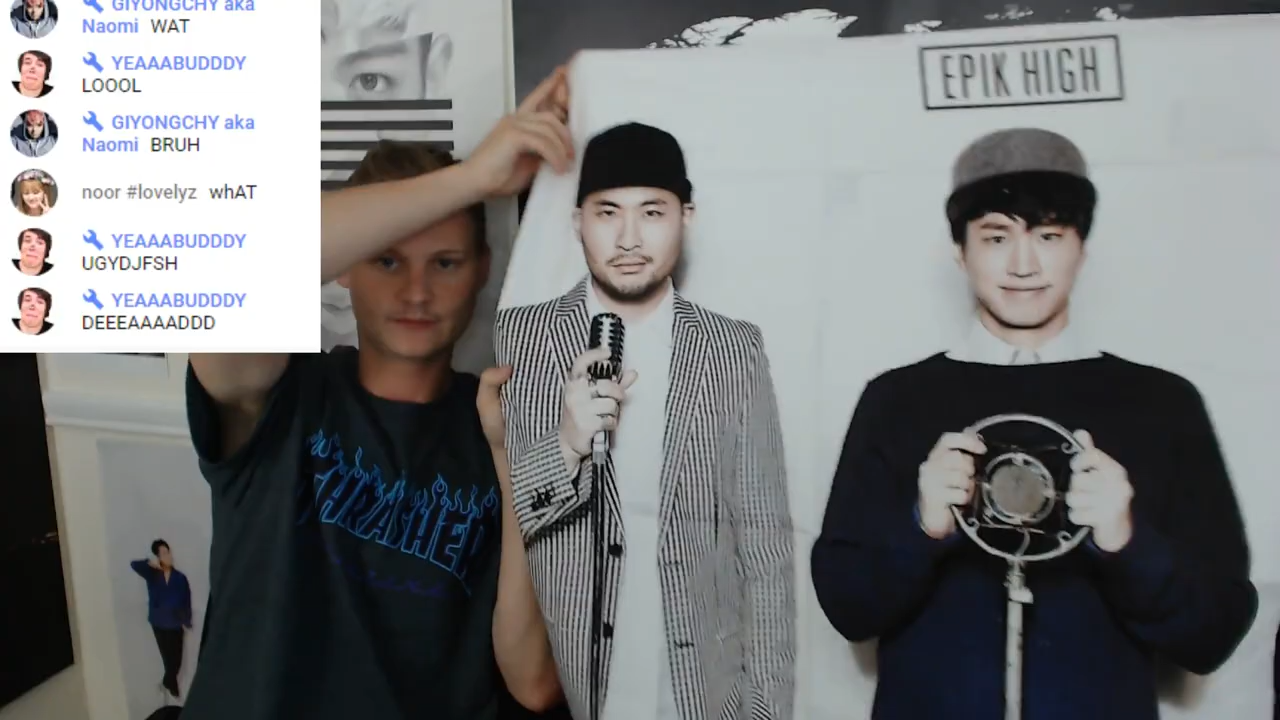 GIYONGCHY aka
Naomi WAT
YEAAABUDDDY
LOOOL
GIYONGCHY aka
Naomi BRUH
noor #lovelyz whAT
YEAAABUDDDY
UGYDJFSH
YEAAABUDDDY
DEEEAAAADDD
EPIK HIGH
THRASHER